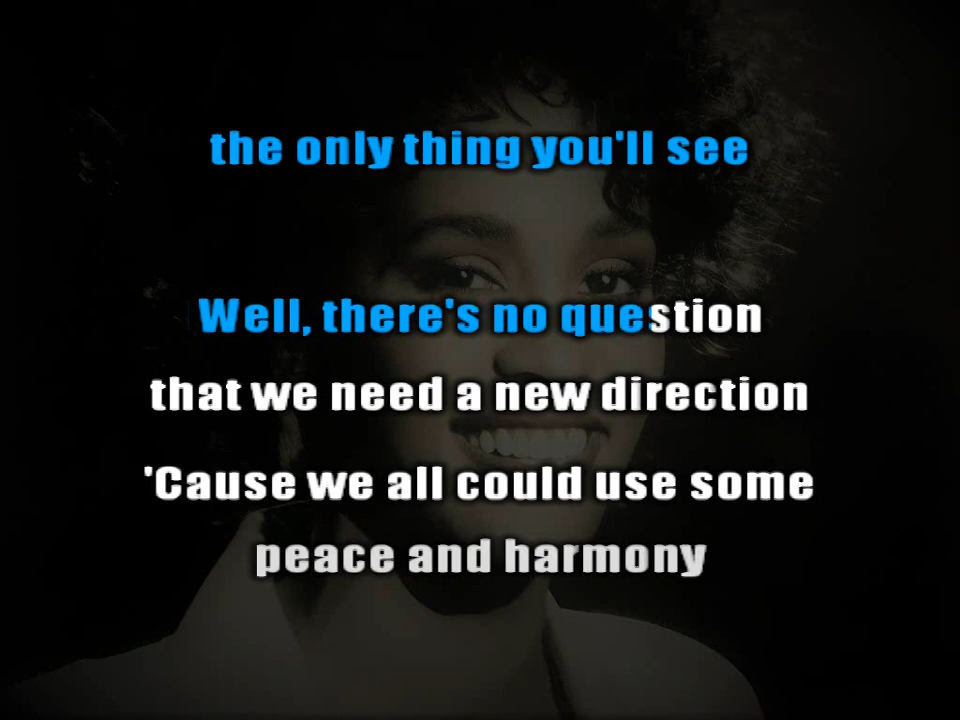 the only thing you'll see
Well, there's no question
that we need a new direction
'Cause we all could use some
peace and harmony